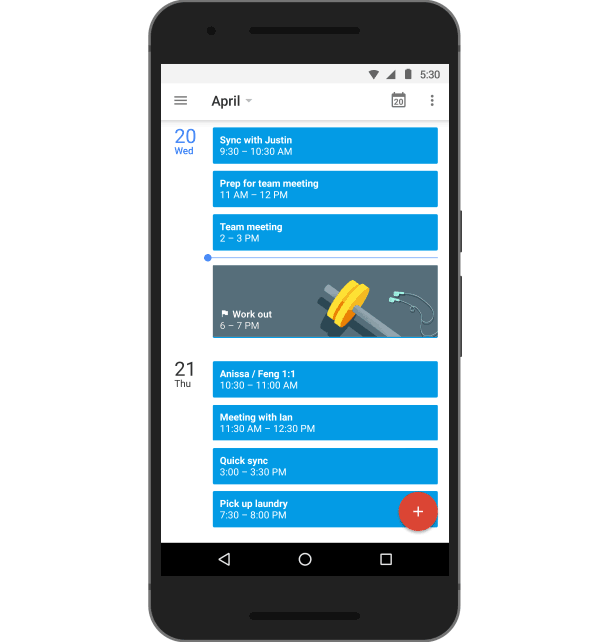 5:30
April
20
20
Wed
Sync with Justin
9:30 – 10:30 AM
Prep for team meeting
11 AM – 12 PM
Team meeting
2 – 3 PM
Work out
6 – 7 PM
21
Thu
Anissa / Feng 1:1
10:30 – 11:00 AM
Meeting with Ian
11:30 AM – 12:30 PM
Quick sync
3:00 – 3:30 PM
Pick up laundry
7:30 – 8:00 PM